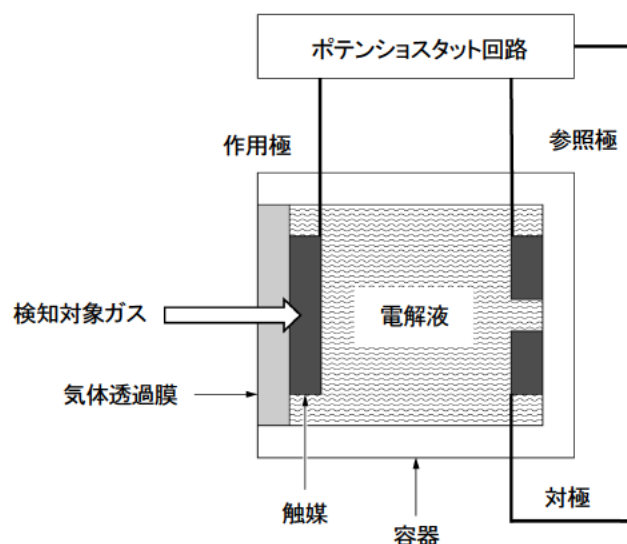 ポテンショスタット回路
作用極
参照極
検知対象ガス
電解液
気体透過膜
触媒
対極
容器